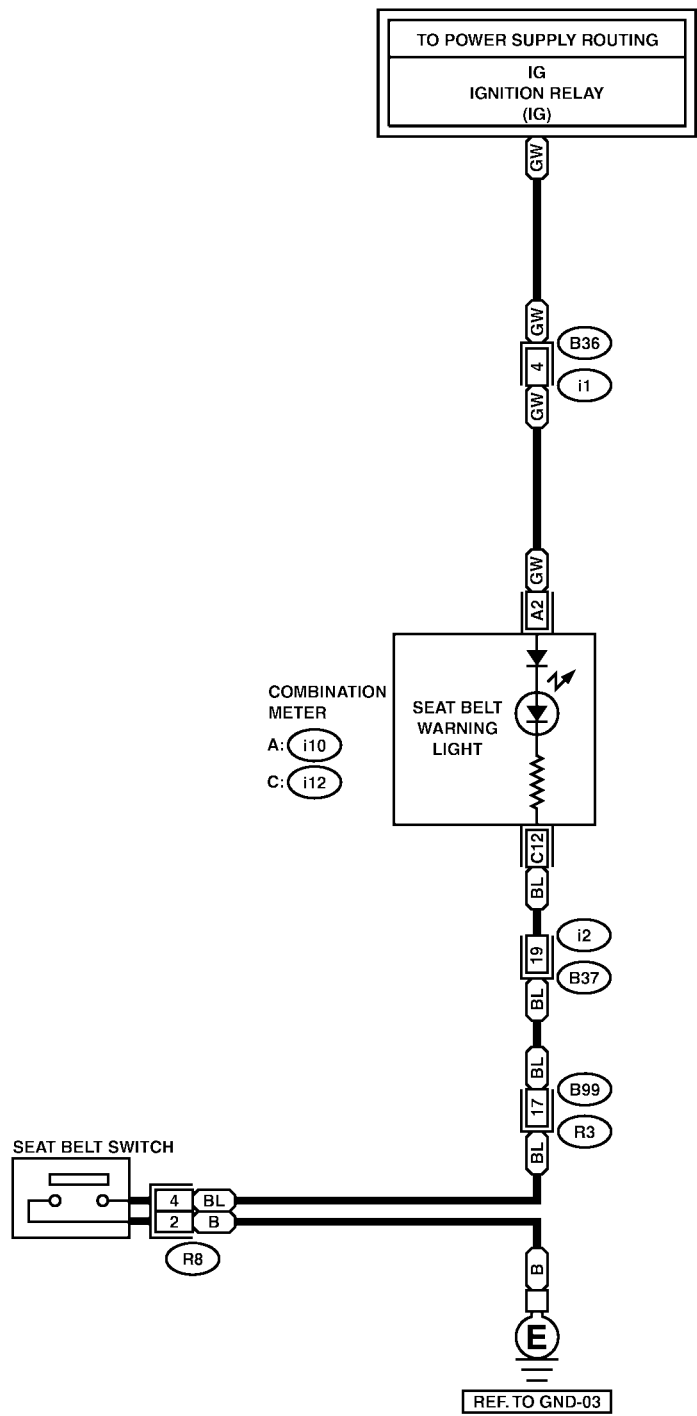 TO POWER SUPPLY ROUTING
IG
IGNITION RELAY
(IG)
GW
GW
B36
4
i1
GW
GW
A2
COMBINATION
METER
A: i10
C: i12
SEAT BELT
WARNING
LIGHT
C12
BL
i2
19
B37
BL
BL
B99
17
R3
BL
SEAT BELT SWITCH
4 BL
2 B
R8
B
E
REF. TO GND-03